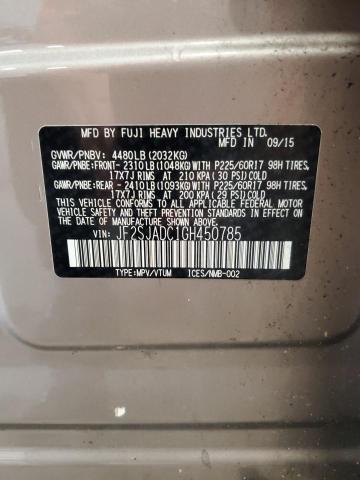 MFD BY FUJI HEAVY INDUSTRIES LTD.
MFD IN 09/15
GVWR/PNBV: 4480LB (2032KG)
GAWR/PNBE: FRONT- 2310LB (1048KG) WITH P225/60R17 98H TIRES,
17X7J RIMS AT 210 KPA (30 PSI) COLD
GAWR/PNBE: REAR - 2410LB (1093KG) WITH P225/60R17 98H TIRES,
17X7J RIMS AT 200 KPA (29 PSI) COLD
THIS VEHICLE CONFORMS TO ALL APPLICABLE FEDERAL MOTOR
VEHICLE SAFETY, BUMPER, AND THEFT PREVENTION STANDARDS
IN EFFECT ON THE DATE OF MANUFACTURE SHOWN ABOVE.
VIN: JF2SJADC1GH450785
TYPE:MPV/VTUM ICES/NMB-002